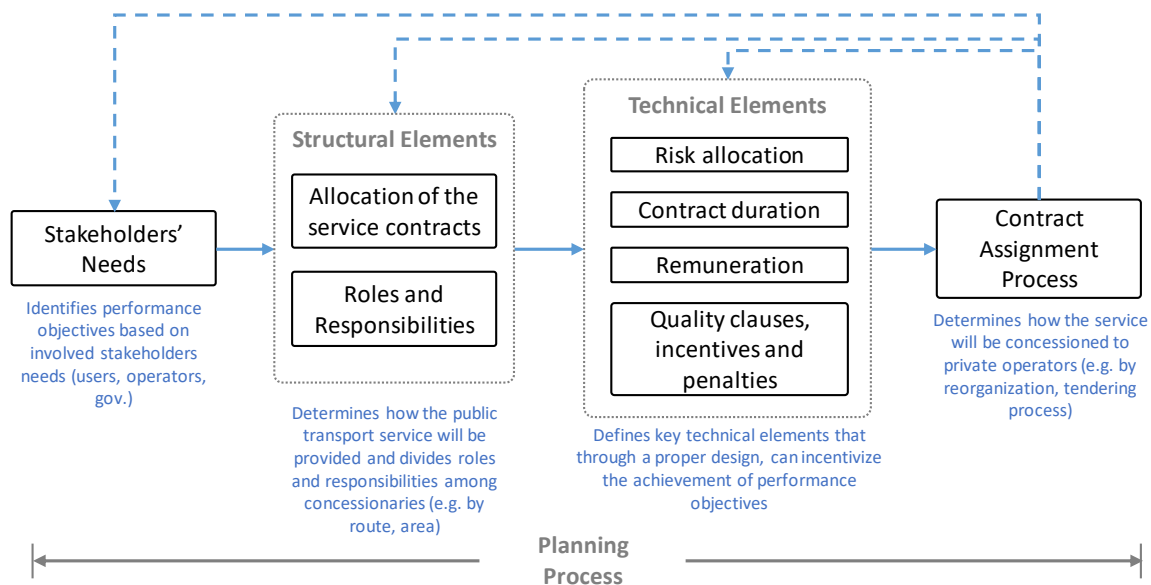 Technical Elements
Structural Elements
Risk allocation
Allocation of the
service contracts
Contract duration
Stakeholders’
Needs
Contract
Assignment
Process
Remuneration
Roles and
Responsibilities
Quality clauses,
incentives and
penalties
Identifies performance
objectives based on
involved stakeholders
needs (users, operators,
gov.)
Determines how the public
transport service will be
provided and divides roles
and responsibilities among
concessionaries (e.g. by
route, area)
Defines key technical elements that
through a proper design, can incentivize
the achievement of performance
objectives
Determines how the service
will be concessioned to
private operators (e.g. by
reorganization, tendering
process)
Planning
Process